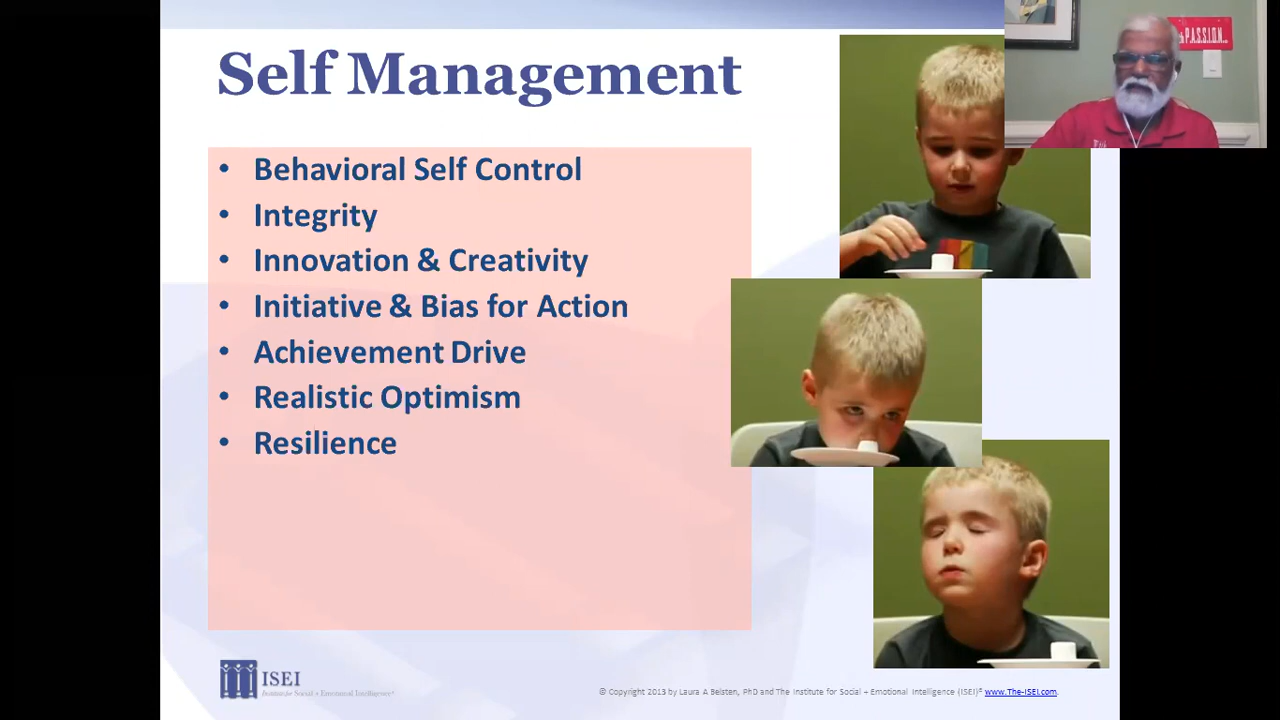 Self Management
• Behavioral Self Control
• Integrity
• Innovation & Creativity
• Initiative & Bias for Action
• Achievement Drive
• Realistic Optimism
• Resilience
P.A.S.S.I.O.N...
ISEI
Institute for Social + Emotional Intelligence®
© Copyright 2013 by Laura A Belsten, PhD and The Institute for Social + Emotional Intelligence (ISEI)® www.The-ISEI.com.